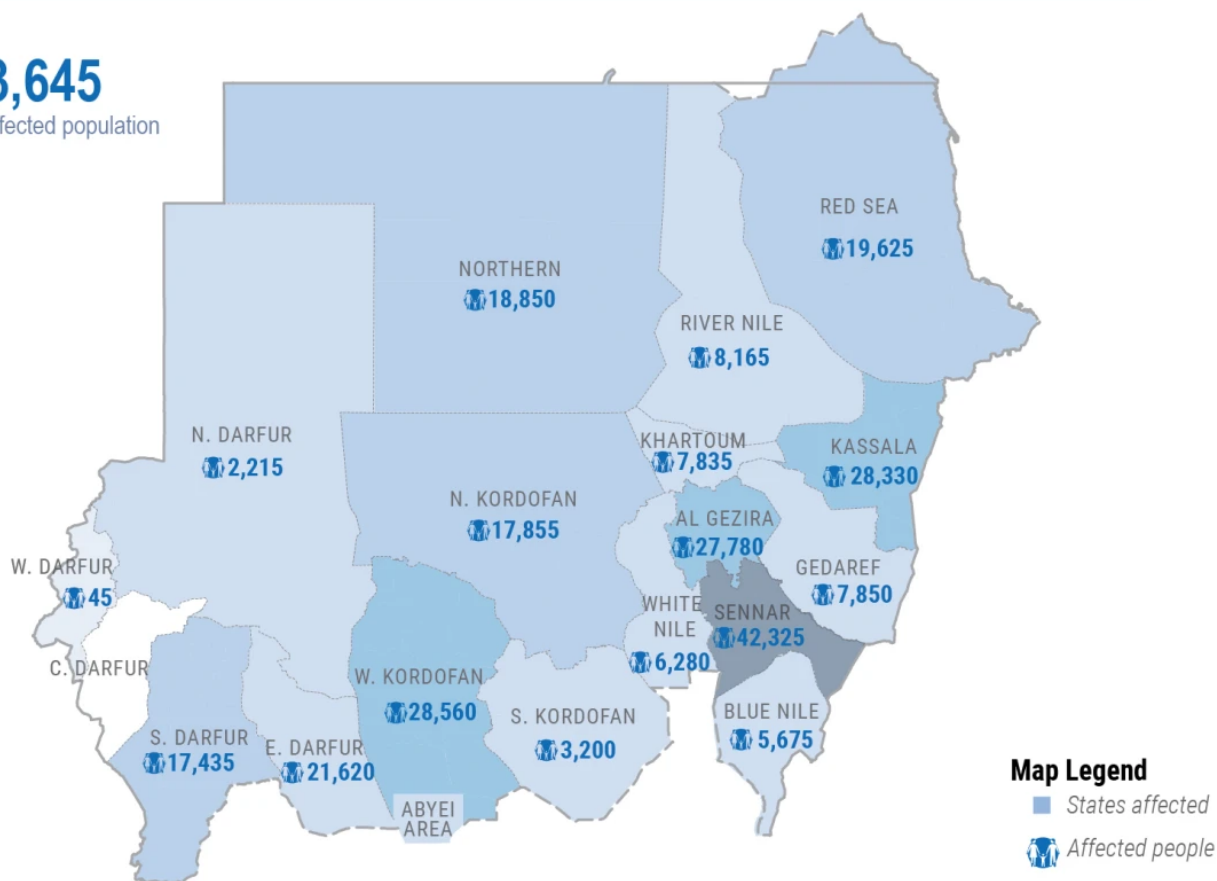 3,645
fected population
RED SEA
19,625
NORTHERN
18,850
RIVER NILE
8,165
N. DARFUR
2,215
KHARTOUM
7,835
KASSALA
28,330
N. KORDOFAN
17,855
AL GEZIRA
27,780
W. DARFUR
45
GEDAREF
7,850
WHITE
NILE
6,280
SENNAR
42,325
C. DARFUR
W. KORDOFAN
28,560
S. KORDOFAN
3,200
BLUE NILE
5,675
S. DARFUR
17,435
E. DARFUR
21,620
ABYEI
AREA
Map Legend
States affected
Affected people